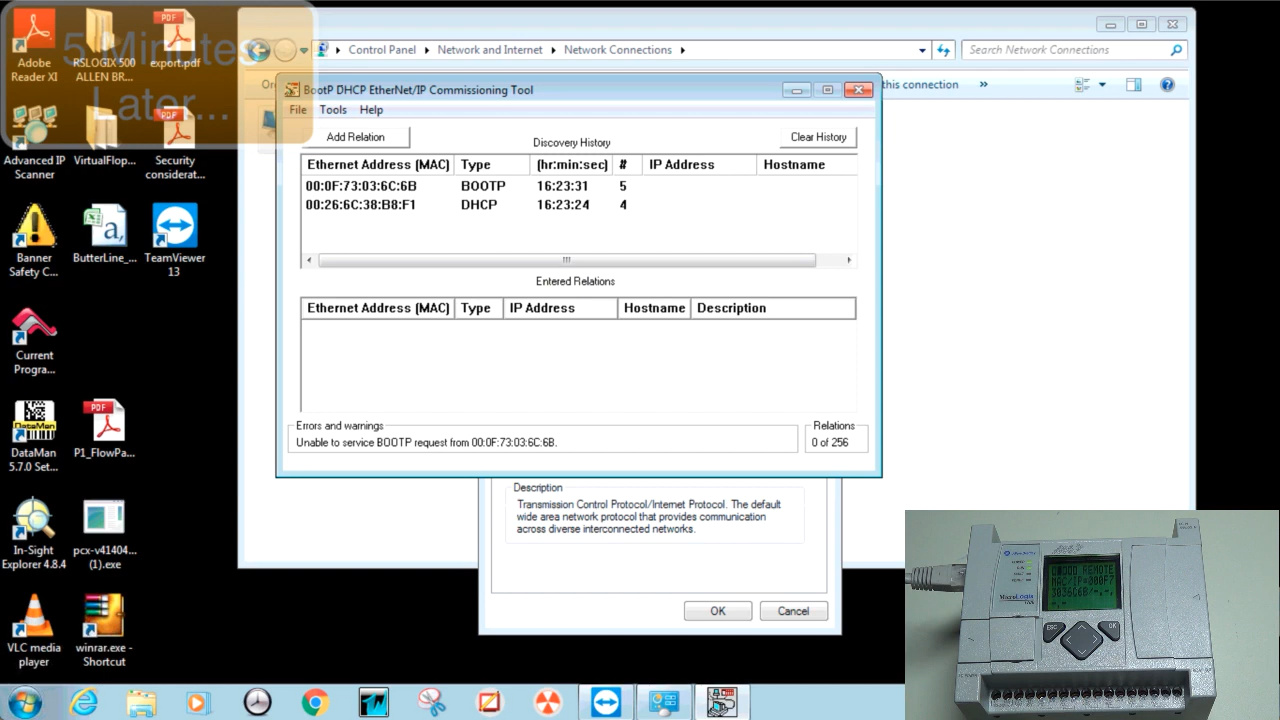 5 Minutes
Later...
Adobe
Reader XI
RSLOGIX 500
ALLEN BR...
export.pdf
Advanced IP
Scanner
VirtualFlop...
Security
considerat...
Banner
Safety C...
ButterLine_...
TeamViewer
13
Current
Progra...
DataMan
5.7.0 Set...
P1_FlowPa...
In-Sight
Explorer 4.8.4
pcx-v41404...
(1).exe
VLC media
player
winrar.exe -
Shortcut
Control Panel
Network and Internet
Network Connections
Search Network Connections
this connection
BootP DHCP EtherNet/IP Commissioning Tool
File Tools Help
Add Relation
Discovery History
Clear History
Ethernet Address (MAC) Type (hr:min:sec) # IP Address Hostname
00:0F:73:03:6C:6B BOOTP 16:23:31 5
00:26:6C:38:B8:F1 DHCP 16:23:24 4
Entered Relations
Ethernet Address (MAC) Type IP Address Hostname Description
Errors and warnings
Unable to service BOOTP request from 00:0F:73:03:6C:6B.
Relations
0 of 256
Description
Transmission Control Protocol/Internet Protocol. The default
wide area network protocol that provides communication
across diverse interconnected networks.
OK
Cancel
REMOTE
MAC/IP=000F7
3036C6B/
MicroLogix
ESC
OK